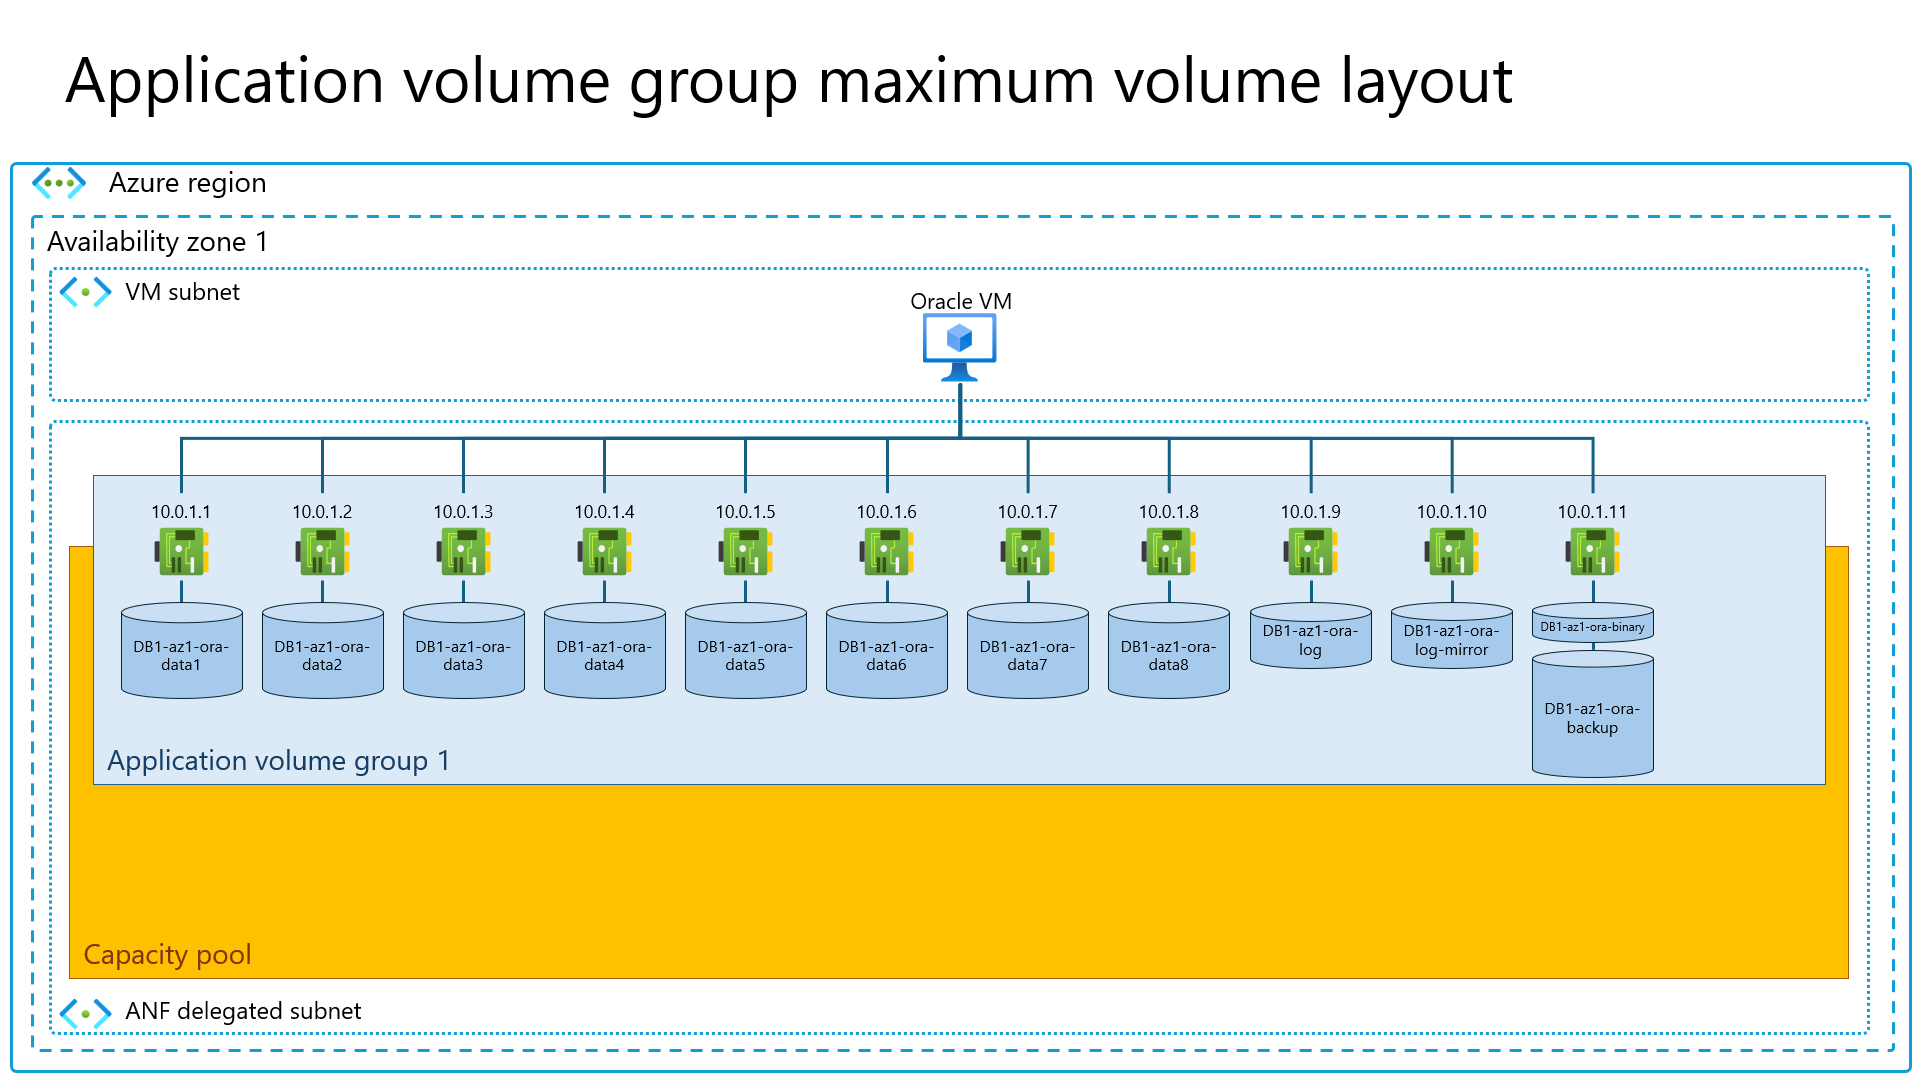 Application volume group maximum volume layout
Azure region
Availability zone 1
VM subnet
Oracle VM
10.0.1.1
10.0.1.2
10.0.1.3
10.0.1.4
10.0.1.5
10.0.1.6
10.0.1.7
10.0.1.8
10.0.1.9
10.0.1.10
10.0.1.11
DB1-az1-ora-
data1
DB1-az1-ora-
data2
DB1-az1-ora-
data3
DB1-az1-ora-
data4
DB1-az1-ora-
data5
DB1-az1-ora-
data6
DB1-az1-ora-
data7
DB1-az1-ora-
data8
DB1-az1-ora-
log
DB1-az1-ora-
log-mirror
DB1-az1-ora-binary
DB1-az1-ora-
backup
Application volume group 1
Capacity pool
ANF delegated subnet